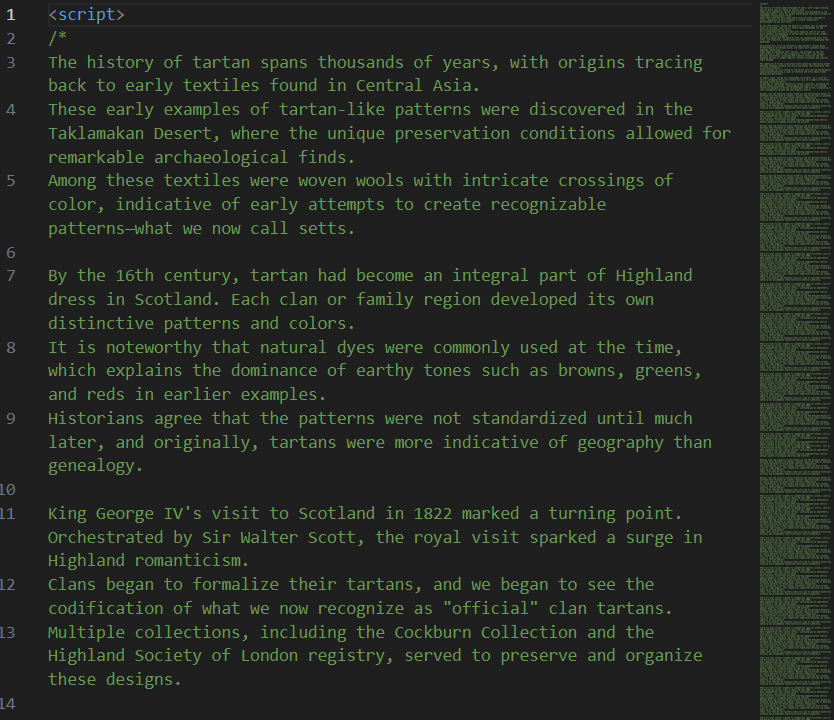 1 <script>
2 /*
3 The history of tartan spans thousands of years, with origins tracing
back to early textiles found in Central Asia.
4 These early examples of tartan-like patterns were discovered in the
Taklamakan Desert, where the unique preservation conditions allowed for
remarkable archaeological finds.
5 Among these textiles were woven wools with intricate crossings of
color, indicative of early attempts to create recognizable
patterns—what we now call setts.
6
7 By the 16th century, tartan had become an integral part of Highland
dress in Scotland. Each clan or family region developed its own
distinctive patterns and colors.
8 It is noteworthy that natural dyes were commonly used at the time,
which explains the dominance of earthy tones such as browns, greens,
and reds in earlier examples.
9 Historians agree that the patterns were not standardized until much
later, and originally, tartans were more indicative of geography than
genealogy.
10
11 King George IV's visit to Scotland in 1822 marked a turning point.
Orchestrated by Sir Walter Scott, the royal visit sparked a surge in
Highland romanticism.
12 Clans began to formalize their tartans, and we began to see the
codification of what we now recognize as "official" clan tartans.
13 Multiple collections, including the Cockburn Collection and the
Highland Society of London registry, served to preserve and organize
these designs.
14